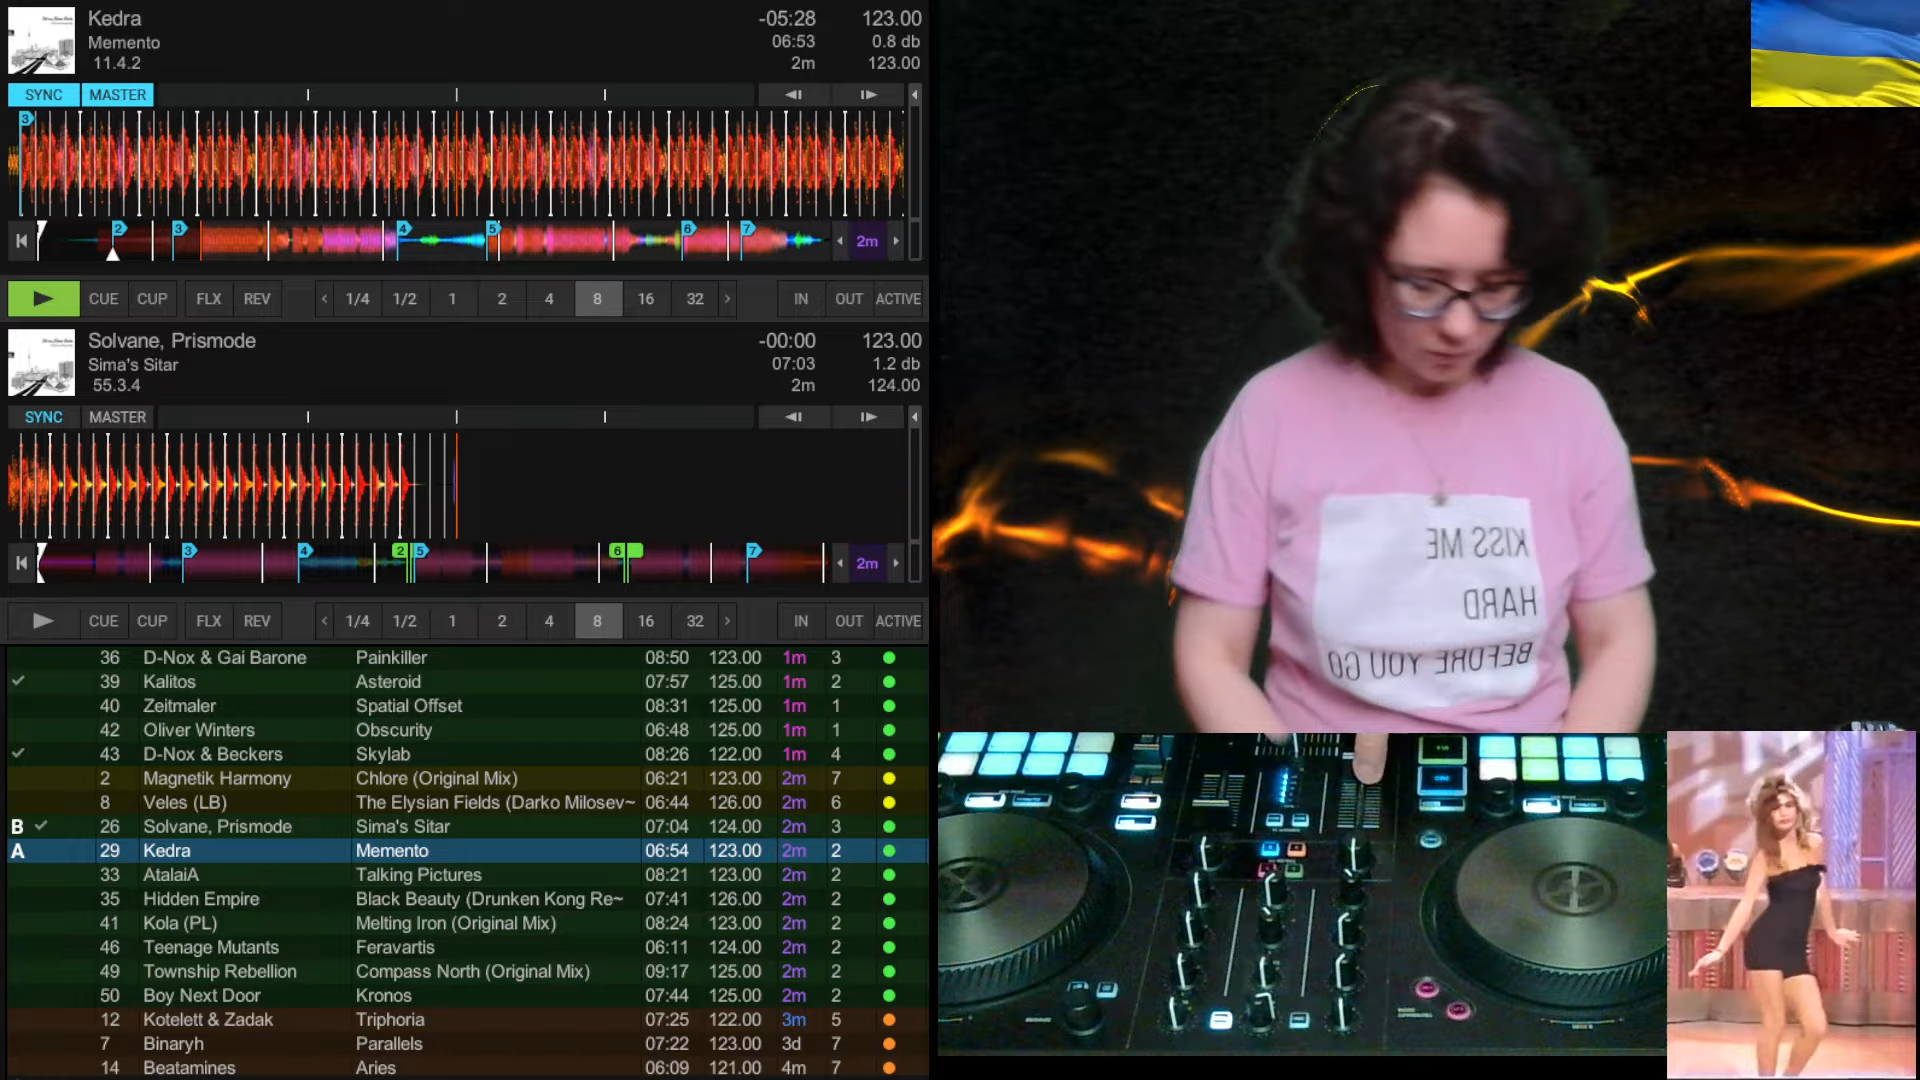 Kedra -05:28 123.00
Memento 06:53 0.8 db
11.4.2 2m 123.00
SYNC MASTER
3
2 3 4 5 6 7 2m
CUE CUP FLX REV 1/4 1/2 1 2 4 8 16 32 IN OUT ACTIVE
Solvane, Prismode -00:00 123.00
Sima's Sitar 07:03 1.2 db
55.3.4 2m 124.00
SYNC MASTER
3 4 2 5 6 7 2m
CUE CUP FLX REV 1/4 1/2 1 2 4 8 16 32 IN OUT ACTIVE
36 D-Nox & Gai Barone Painkiller 08:50 123.00 1m 3
39 Kalitos Asteroid 07:57 125.00 1m 2
40 Zeitmaler Spatial Offset 08:31 125.00 1m 1
42 Oliver Winters Obscurity 06:48 125.00 1m 1
43 D-Nox & Beckers Skylab 08:26 122.00 1m 4
2 Magnetik Harmony Chlore (Original Mix) 06:21 123.00 2m 7
8 Veles (LB) The Elysian Fields (Darko Milosev~ 06:44 126.00 2m 6
B 26 Solvane, Prismode Sima's Sitar 07:04 124.00 2m 3
A 29 Kedra Memento 06:54 123.00 2m 2
33 AtalaiA Talking Pictures 08:21 123.00 2m 2
35 Hidden Empire Black Beauty (Drunken Kong Re~ 07:41 126.00 2m 2
41 Kola (PL) Melting Iron (Original Mix) 08:24 123.00 2m 2
46 Teenage Mutants Feravartis 06:11 124.00 2m 2
49 Township Rebellion Compass North (Original Mix) 09:17 125.00 2m 2
50 Boy Next Door Kronos 07:44 125.00 2m 2
12 Kotelett & Zadak Triphoria 07:25 122.00 3m 5
7 Binaryh Parallels 07:22 123.00 3d 7
14 Beatamines Aries 06:09 121.00 4m 7
KISS ME
HARD
BEFORE YOU GO